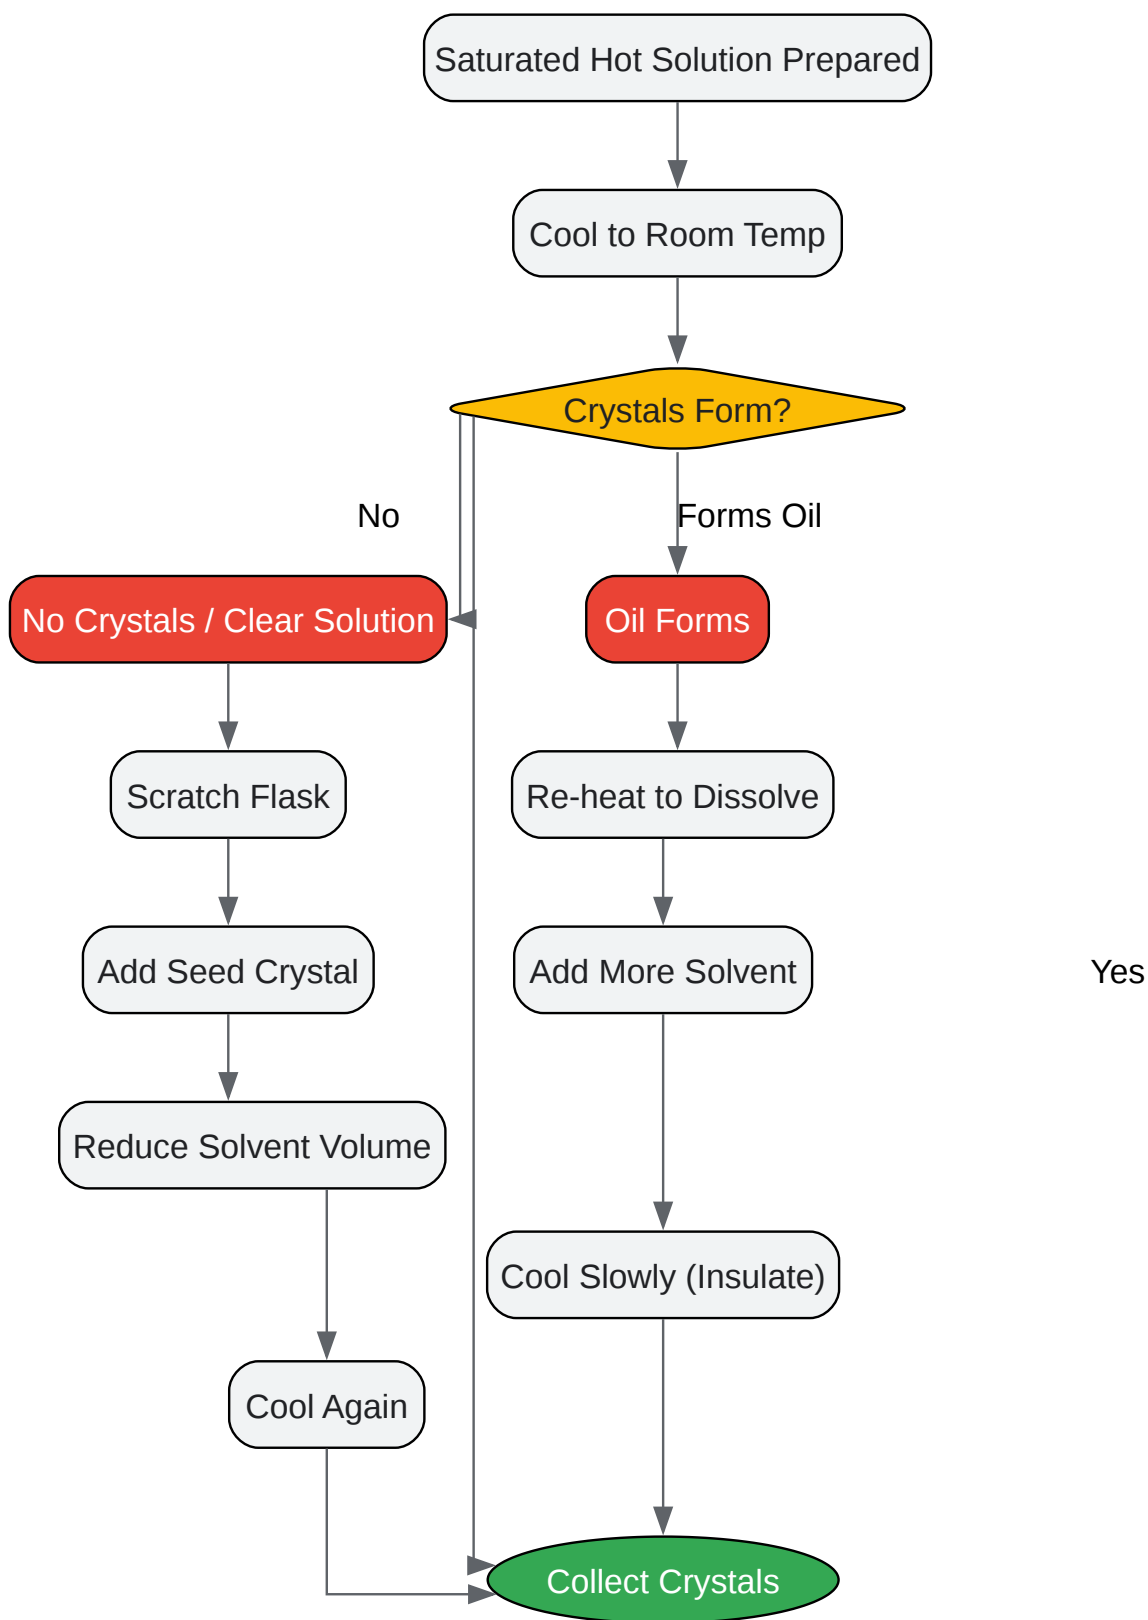 Saturated Hot Solution Prepared
Cool to Room Temp
Crystals Form?
No
Forms Oil
No Crystals / Clear Solution
Oil Forms
Scratch Flask
Re-heat to Dissolve
Add Seed Crystal
Add More Solvent
Yes
Reduce Solvent Volume
Cool Slowly (Insulate)
Cool Again
Collect Crystals